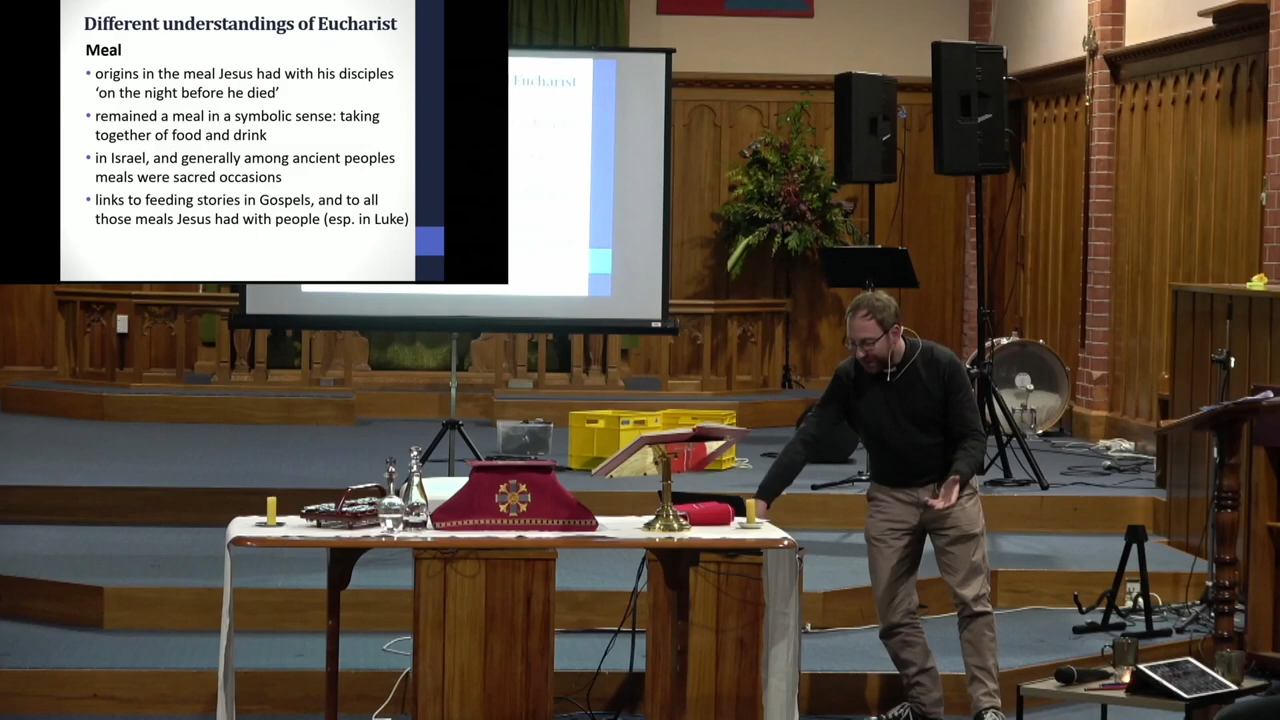 Different understandings of Eucharist
Meal
• origins in the meal Jesus had with his disciples
‘on the night before he died’
• remained a meal in a symbolic sense: taking
together of food and drink
• in Israel, and generally among ancient peoples
meals were sacred occasions
• links to feeding stories in Gospels, and to all
those meals Jesus had with people (esp. in Luke)
Eucharist